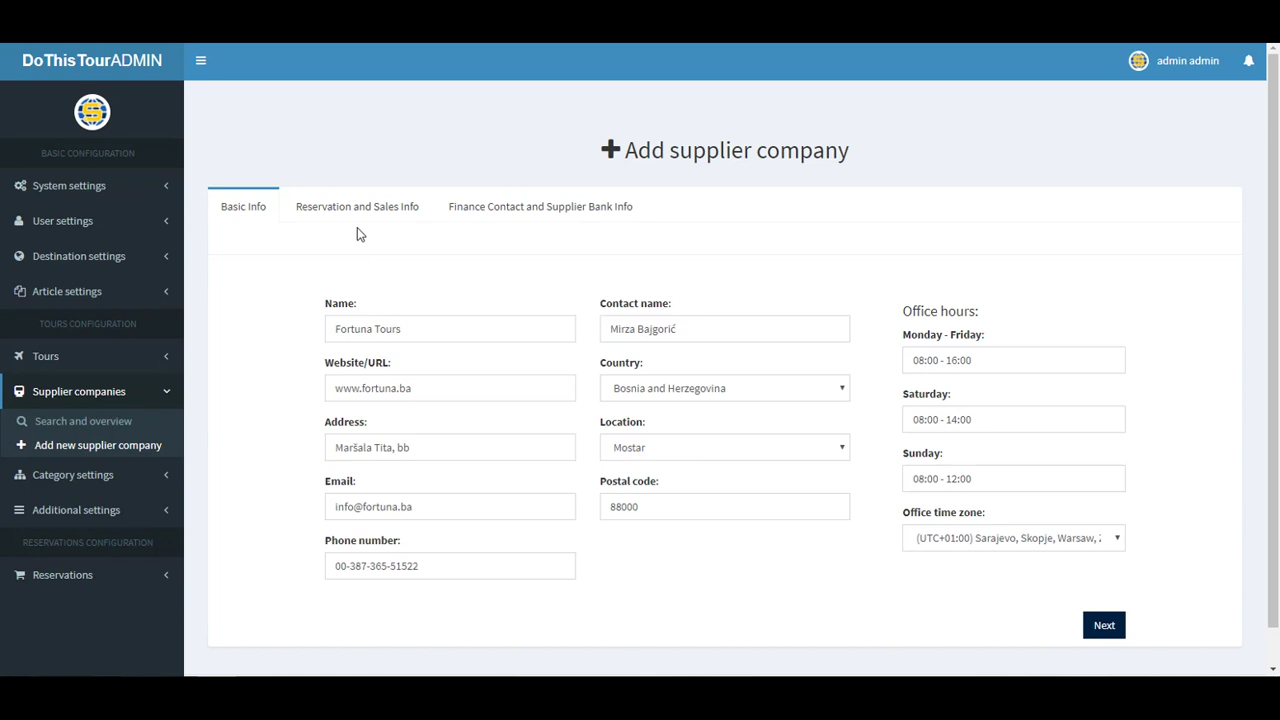 DoThisTourADMIN
admin admin
BASIC CONFIGURATION
System settings
User settings
Destination settings
Article settings
TOURS CONFIGURATION
Tours
Supplier companies
Search and overview
Add new supplier company
Category settings
Additional settings
RESERVATIONS CONFIGURATION
Reservations
Add supplier company
Basic Info
Reservation and Sales Info
Finance Contact and Supplier Bank Info
Name:
Fortuna Tours
Website/URL:
www.fortuna.ba
Address:
Maršala Tita, bb
Email:
info@fortuna.ba
Phone number:
00-387-365-51522
Contact name:
Mirza Bajgorić
Country:
Bosnia and Herzegovina
Location:
Mostar
Postal code:
88000
Office hours:
Monday - Friday:
08:00 - 16:00
Saturday:
08:00 - 14:00
Sunday:
08:00 - 12:00
Office time zone:
(UTC+01:00) Sarajevo, Skopje, Warsaw,
Next